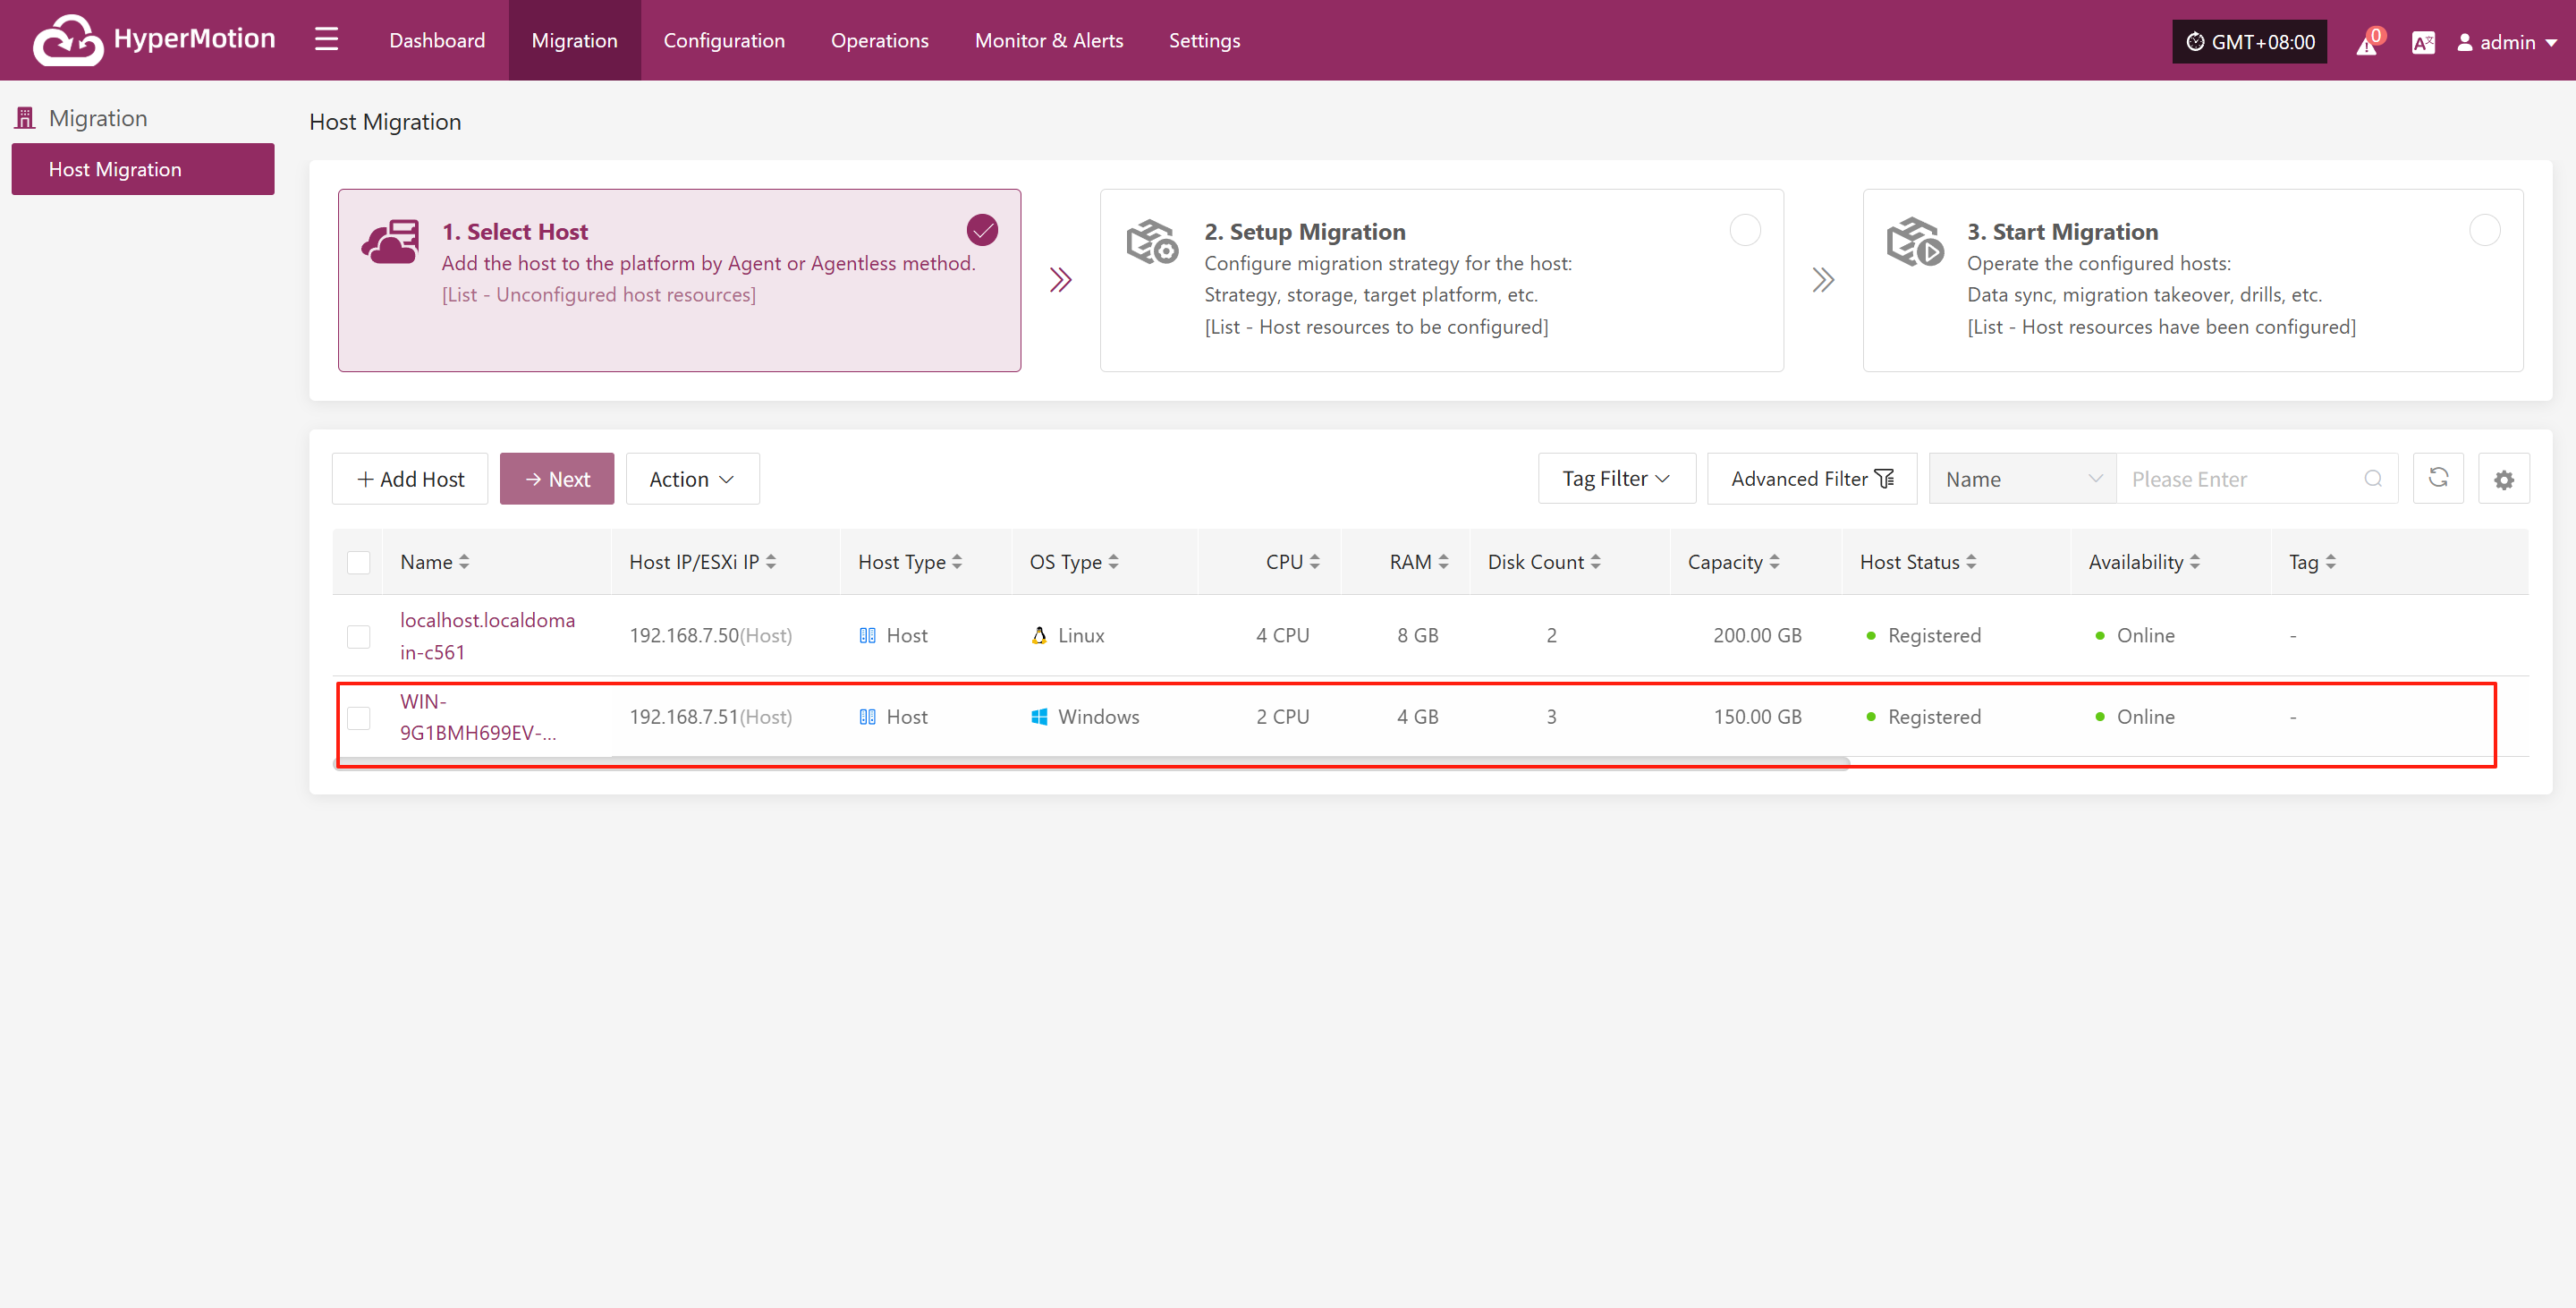 HyperMotion
Dashboard
Migration
Configuration
Operations
Monitor & Alerts
Settings
GMT+08:00
0
admin
Migration
Host Migration
Host Migration
1. Select Host
Add the host to the platform by Agent or Agentless method.
[List - Unconfigured host resources]
2. Setup Migration
Configure migration strategy for the host:
Strategy, storage, target platform, etc.
[List - Host resources to be configured]
3. Start Migration
Operate the configured hosts:
Data sync, migration takeover, drills, etc.
[List - Host resources have been configured]
Add Host
Next
Action
Tag Filter
Advanced Filter
Name
Please Enter
Name Host IP/ESXi IP Host Type OS Type CPU RAM Disk Count Capacity Host Status Availability Tag
localhost.localdoma
in-c561
192.168.7.50(Host) Host Linux 4 CPU 8 GB 2 200.00 GB Registered Online -
WIN-
9G1BMH699EV-...
192.168.7.51(Host) Host Windows 2 CPU 4 GB 3 150.00 GB Registered Online -